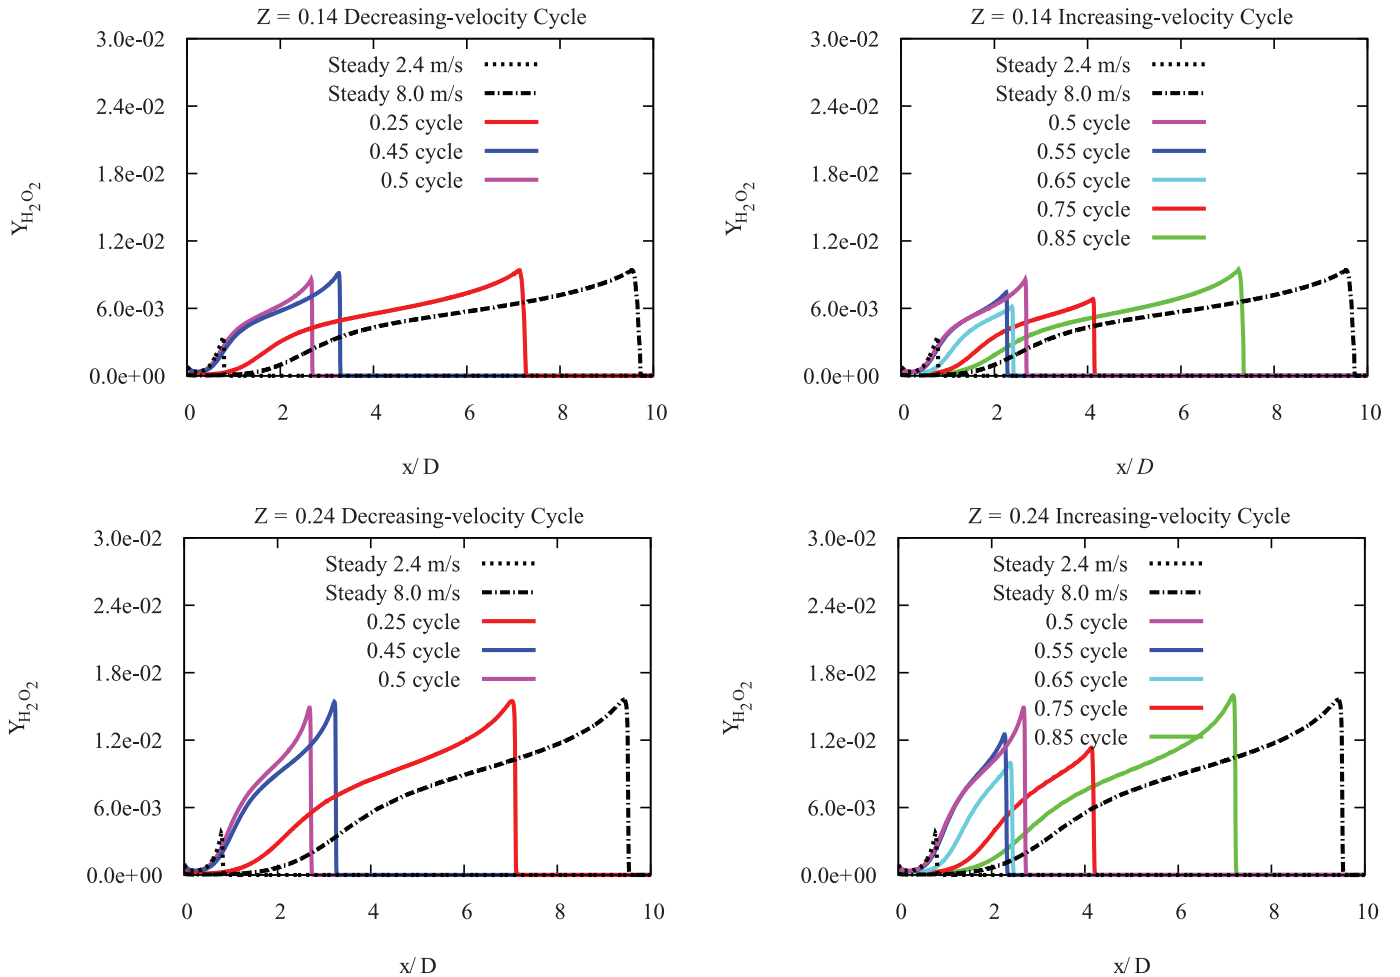 Z = 0.14 Decreasing-velocity Cycle
3.0e-02
2.4e-02
1.8e-02
1.2e-02
6.0e-03
0.0e+00
Y_H2O2
Steady 2.4 m/s
Steady 8.0 m/s
0.25 cycle
0.45 cycle
0.5 cycle
0 2 4 6 8 10
x/ D
Z = 0.14 Increasing-velocity Cycle
3.0e-02
2.4e-02
1.8e-02
1.2e-02
6.0e-03
0.0e+00
Y_H2O2
Steady 2.4 m/s
Steady 8.0 m/s
0.5 cycle
0.55 cycle
0.65 cycle
0.75 cycle
0.85 cycle
0 2 4 6 8 10
x/ D
Z = 0.24 Decreasing-velocity Cycle
3.0e-02
2.4e-02
1.8e-02
1.2e-02
6.0e-03
0.0e+00
Y_H2O2
Steady 2.4 m/s
Steady 8.0 m/s
0.25 cycle
0.45 cycle
0.5 cycle
0 2 4 6 8 10
x/ D
Z = 0.24 Increasing-velocity Cycle
3.0e-02
2.4e-02
1.8e-02
1.2e-02
6.0e-03
0.0e+00
Y_H2O2
Steady 2.4 m/s
Steady 8.0 m/s
0.5 cycle
0.55 cycle
0.65 cycle
0.75 cycle
0.85 cycle
0 2 4 6 8 10
x/ D